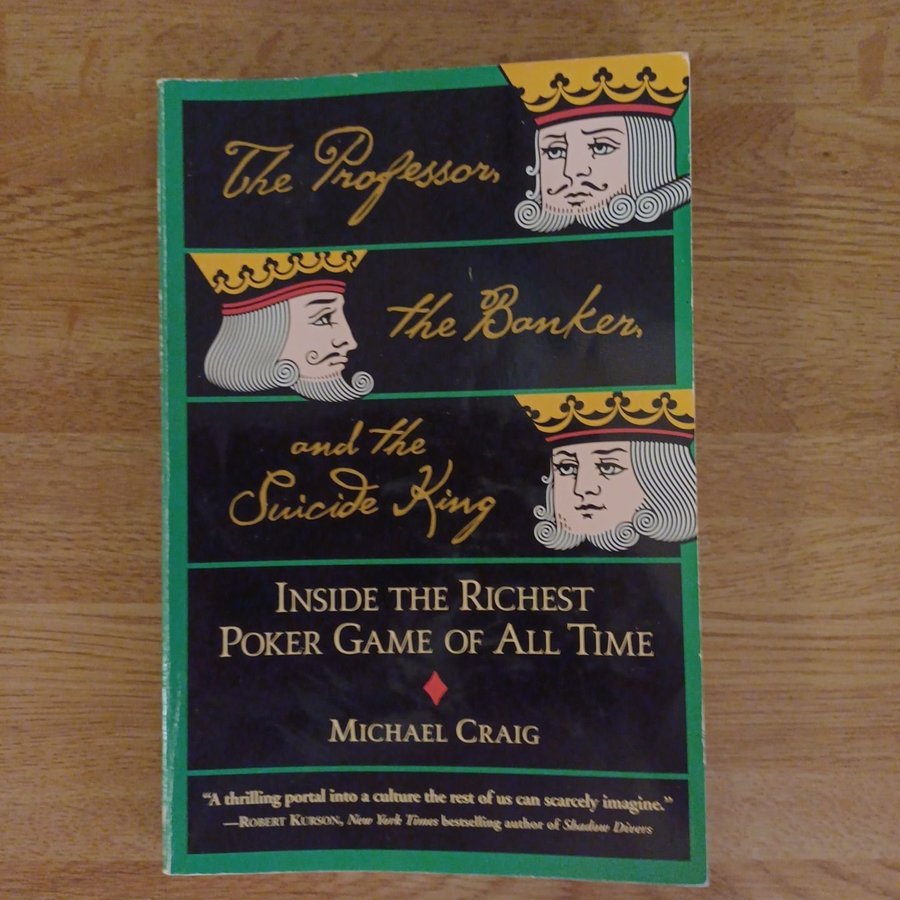 The Professor,
the Banker,
and the
Suicide King
INSIDE THE RICHEST
POKER GAME OF ALL TIME
MICHAEL CRAIG
“A thrilling portal into a culture the rest of us can scarcely imagine.”
—ROBERT KURSON, New York Times bestselling author of Shadow Divers